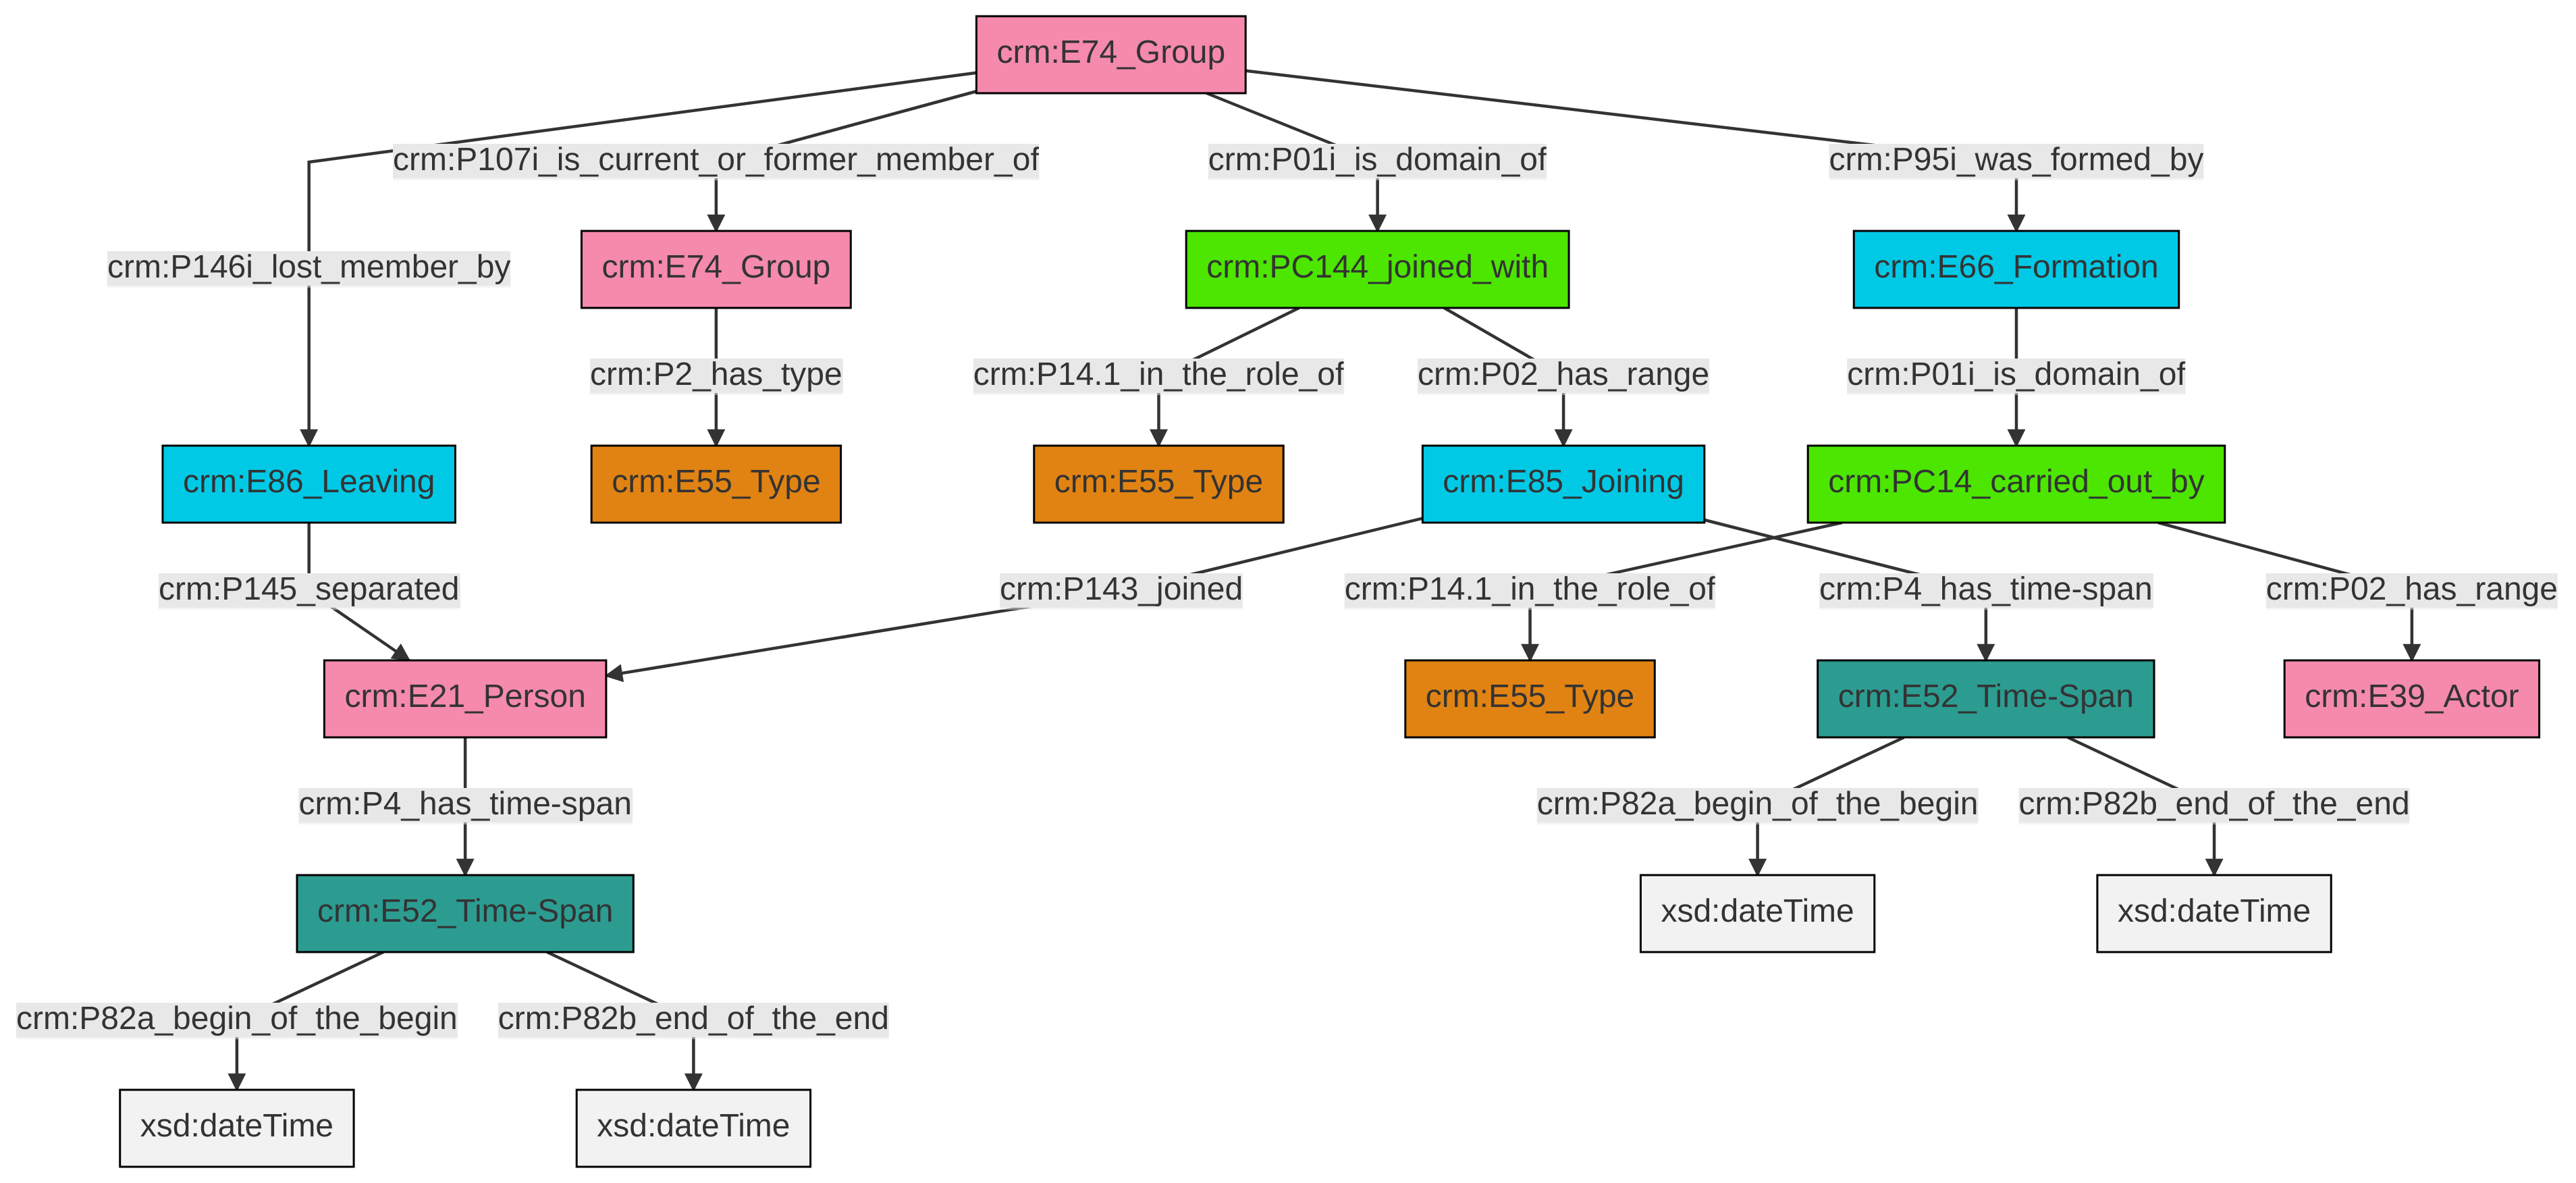 crm:E74_Group
crm:P107i_is_current_or_former_member_of
crm:P01i_is_domain_of
crm:P95i_was_formed_by
crm:P146i_lost_member_by
crm:E74_Group
crm:PC144_joined_with
crm:E66_Formation
crm:P2_has_type
crm:P14.1_in_the_role_of
crm:P02_has_range
crm:P01i_is_domain_of
crm:E86_Leaving
crm:E55_Type
crm:E55_Type
crm:E85_Joining
crm:PC14_carried_out_by
crm:P145_separated
crm:P143_joined
crm:P14.1_in_the_role_of
crm:P4_has_time-span
crm:P02_has_range
crm:E21_Person
crm:E55_Type
crm:E52_Time-Span
crm:E39_Actor
crm:P4_has_time-span
crm:P82a_begin_of_the_begin
crm:P82b_end_of_the_end
crm:E52_Time-Span
xsd:dateTime
xsd:dateTime
crm:P82a_begin_of_the_begin
crm:P82b_end_of_the_end
xsd:dateTime
xsd:dateTime